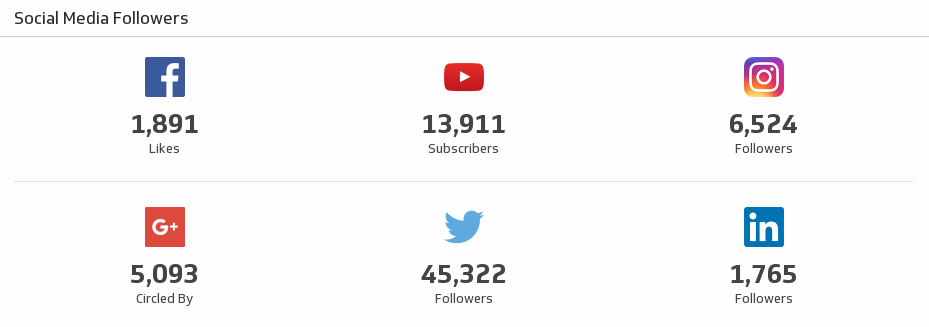 Social Media Followers
1,891 13,911 6,524
Likes Subscribers Followers
G+ in
5,093 45,322 1,765
Circled By Followers Followers